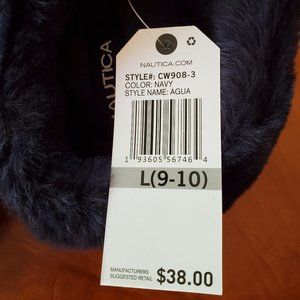 NAUTICA.COM
STYLE#: CW908-3
COLOR: NAVY
STYLE NAME: AGUA
1 93605 56746 4
L(9-10)
MANUFACTURERS
SUGGESTED RETAIL $38.00
NAUTICA